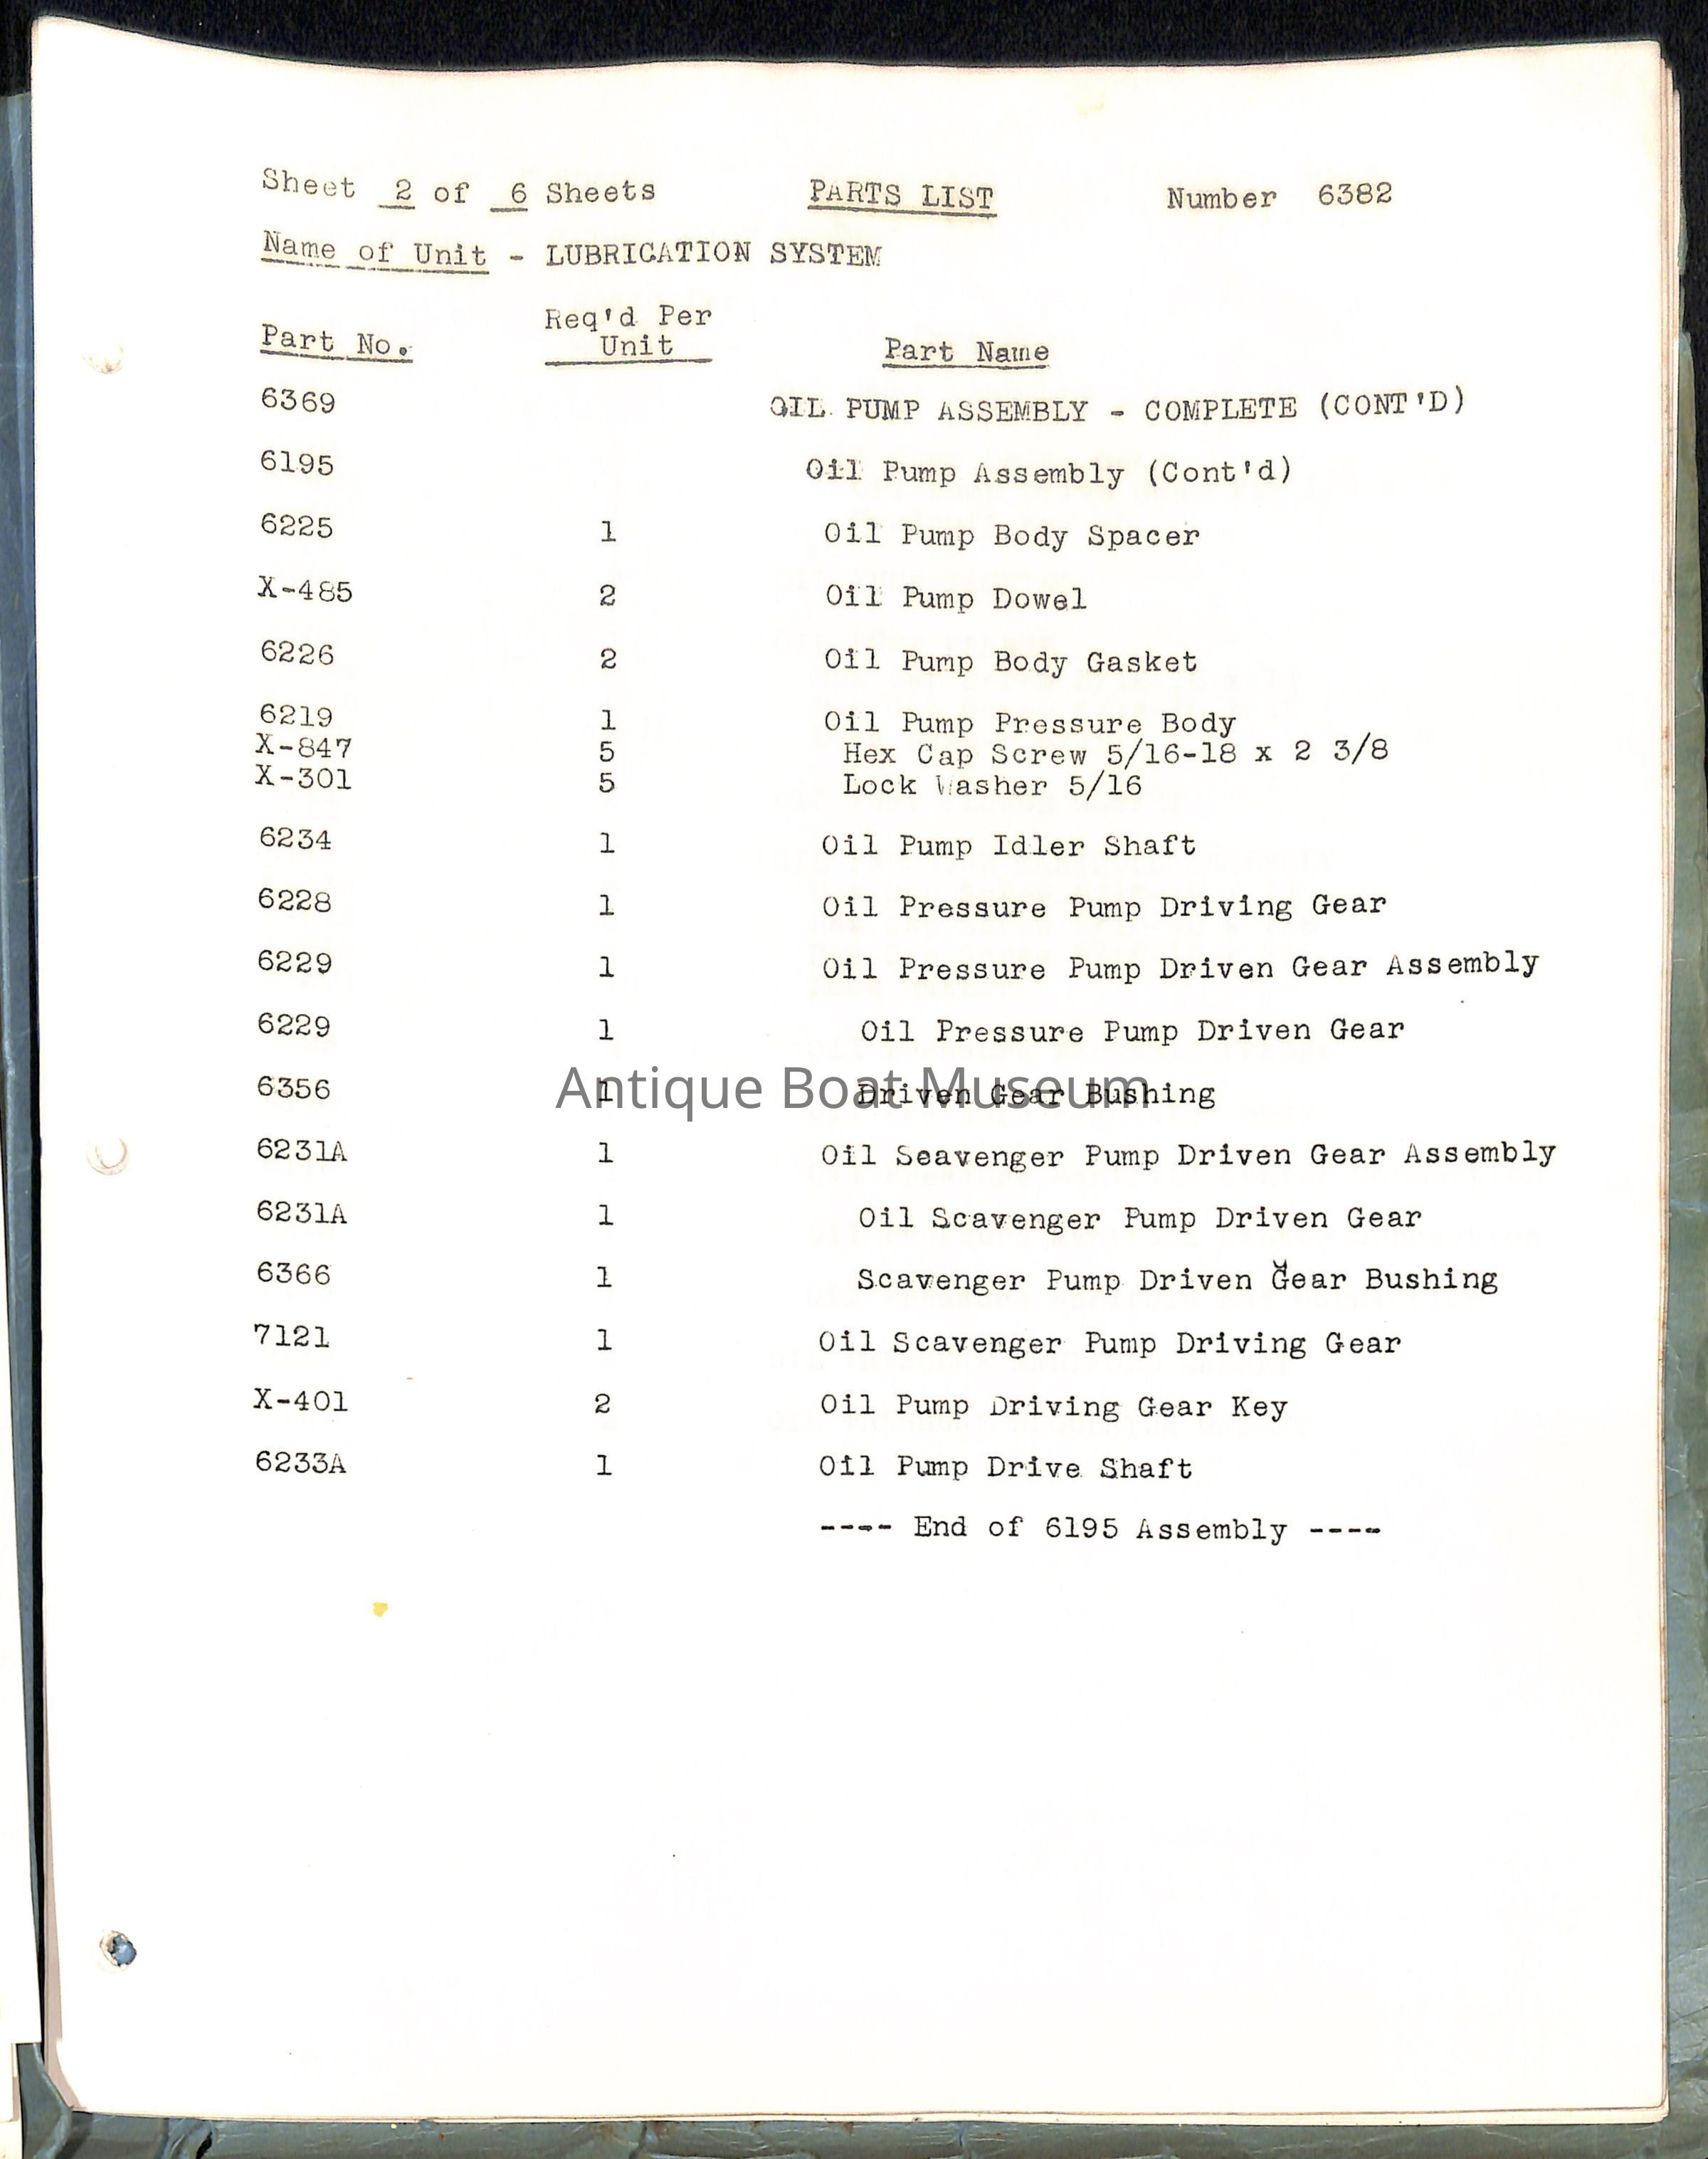 Sheet 2 of 6 Sheets PARTS LIST Number 6382
Name of Unit - LUBRICATION SYSTEM
Part No. Req'd Per Unit Part Name
6369 OIL PUMP ASSEMBLY - COMPLETE (CONT'D)
6195 Oil Pump Assembly (Cont'd)
6225 1 Oil Pump Body Spacer
X-485 2 Oil Pump Dowel
6226 2 Oil Pump Body Gasket
6219 1 Oil Pump Pressure Body
X-847 5 Hex Cap Screw 5/16-18 x 2 3/8
X-301 5 Lock Washer 5/16
6234 1 Oil Pump Idler Shaft
6228 1 Oil Pressure Pump Driving Gear
6229 1 Oil Pressure Pump Driven Gear Assembly
6229 1 Oil Pressure Pump Driven Gear
6356 1 Driven Gear Bushing
Antique Boat Museum
6231A 1 Oil Seavenger Pump Driven Gear Assembly
6231A 1 Oil Scavenger Pump Driven Gear
6366 1 Scavenger Pump Driven Gear Bushing
7121 1 Oil Scavenger Pump Driving Gear
X-401 2 Oil Pump Driving Gear Key
6233A 1 Oil Pump Drive Shaft
---- End of 6195 Assembly ----